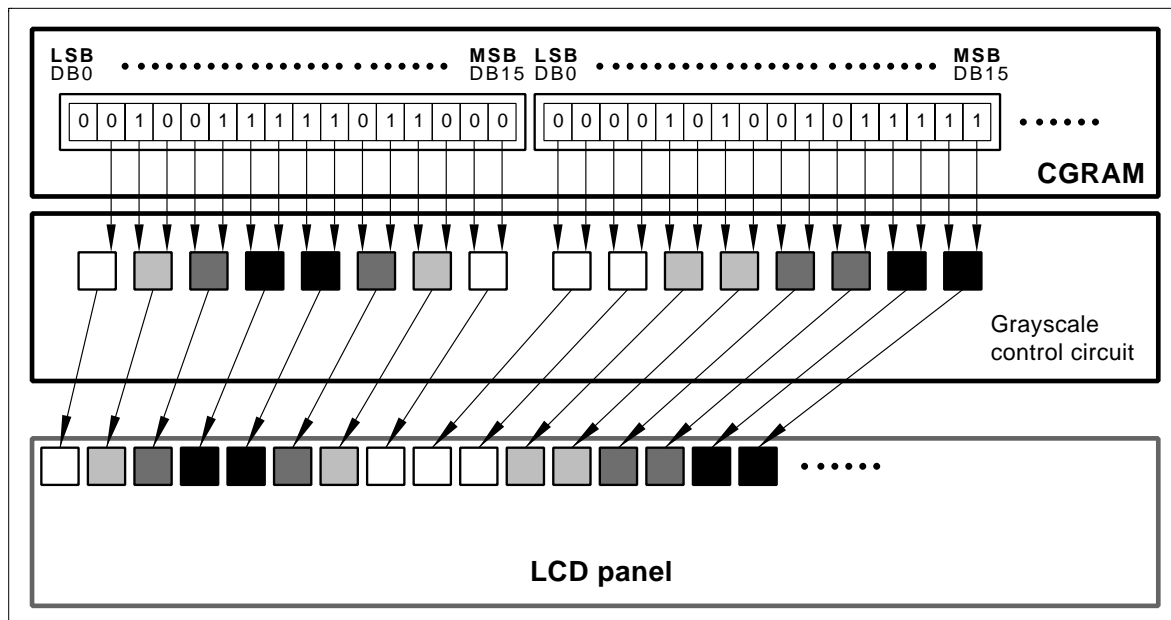 LSB MSB LSB MSB
DB0 DB15 DB0 DB15
0 0 1 0 0 1 1 1 1 1 0 1 1 0 0 0 0 0 0 0 1 0 1 0 0 1 0 1 1 1 1 1
CGRAM
Grayscale
control circuit
LCD panel